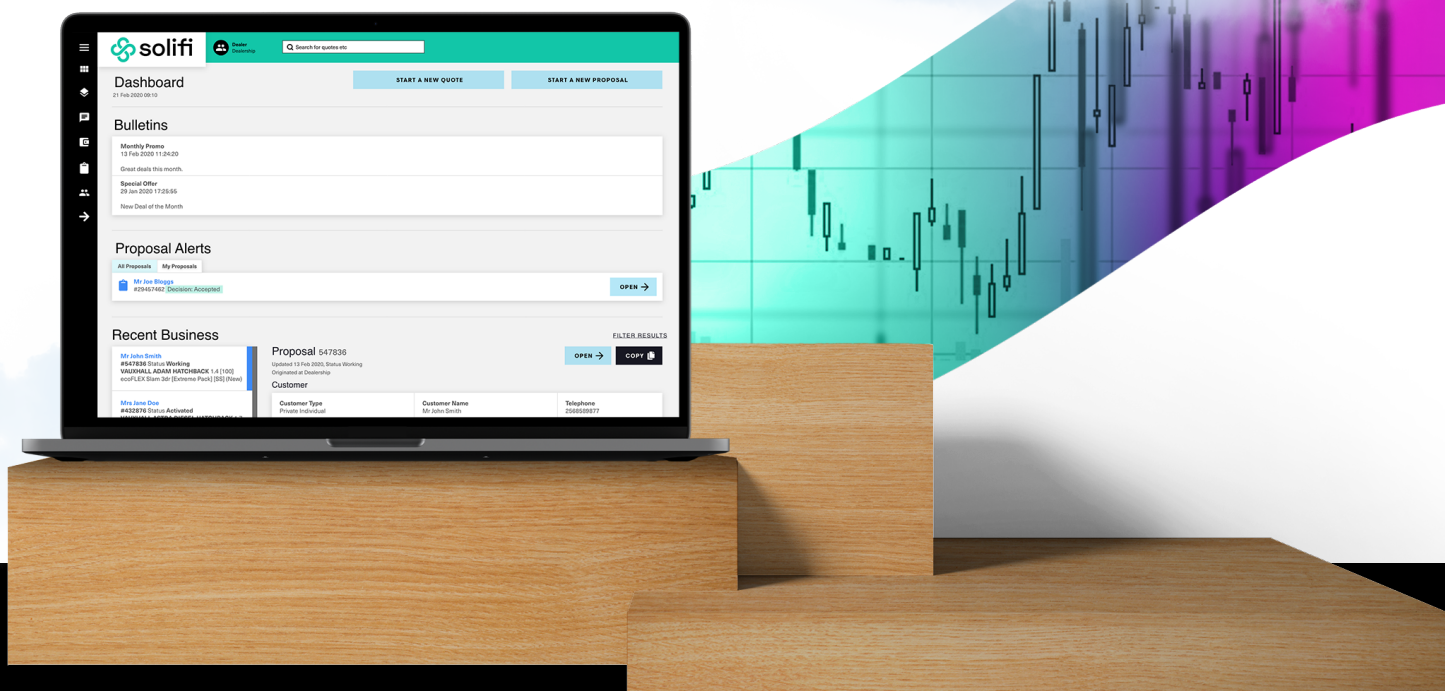 solifi
Dealer
Dealership
Search for quotes etc
Dashboard
21 Feb 2020 09:10
START A NEW QUOTE
START A NEW PROPOSAL
Bulletins
Monthly Promo
13 Feb 2020 11:24:20
Great deals this month.
Special Offer
29 Jan 2020 17:25:55
New Deal of the Month
Proposal Alerts
All Proposals
My Proposals
Mr Joe Bloggs
#29457462 Decision: Accepted
OPEN
Recent Business
FILTER RESULTS
Mr John Smith
#547836 Status Working
VAUXHALL ADAM HATCHBACK 1.4 [100]
ecoFLEX Slam 3dr [Extreme Pack] [SS] (New)
Mrs Jane Doe
#432876 Status Activated
Proposal 547836
Updated 13 Feb 2020, Status Working
Originated at Dealership
OPEN
COPY
Customer
Customer Type
Private Individual
Customer Name
Mr John Smith
Telephone
2568589877